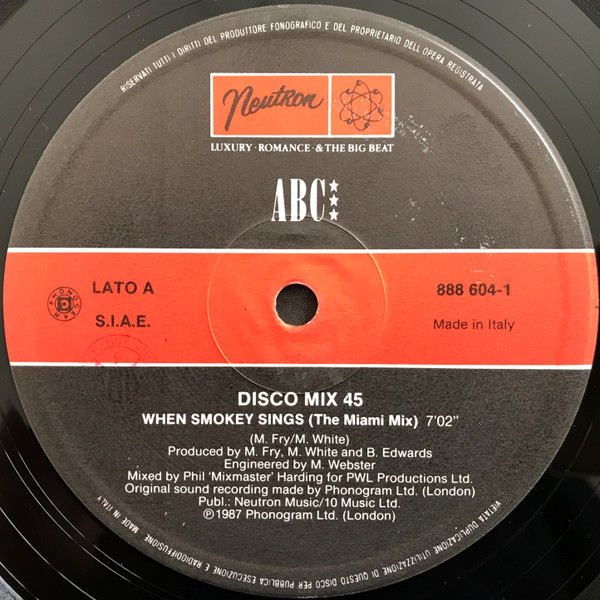 RISERVATI TUTTI I DIRITTI DEL PRODUTTORE FONOGRAFICO E DEL PROPRIETARIO DELL'OPERA REGISTRATA
Neutron
LUXURY · ROMANCE · & THE BIG BEAT
ABC
LATO A
888 604-1
PHONOGRAM
S.I.A.E.
Made in Italy
DISCO MIX 45
WHEN SMOKEY SINGS (The Miami Mix) 7'02"
(M. Fry/M. White)
Produced by M. Fry, M. White and B. Edwards
Engineered by M. Webster
Mixed by Phil 'Mixmaster' Harding for PWL Productions Ltd.
Original sound recording made by Phonogram Ltd. (London)
Publ.: Neutron Music/10 Music Ltd.
℗1987 Phonogram Ltd. (London)
VIETATA DUPLICAZIONE UTILIZZAZIONE DI QUESTO DISCO PER PUBBLICA ESECUZIONE E RADIODIFFUSIONE. MADE IN ITALY